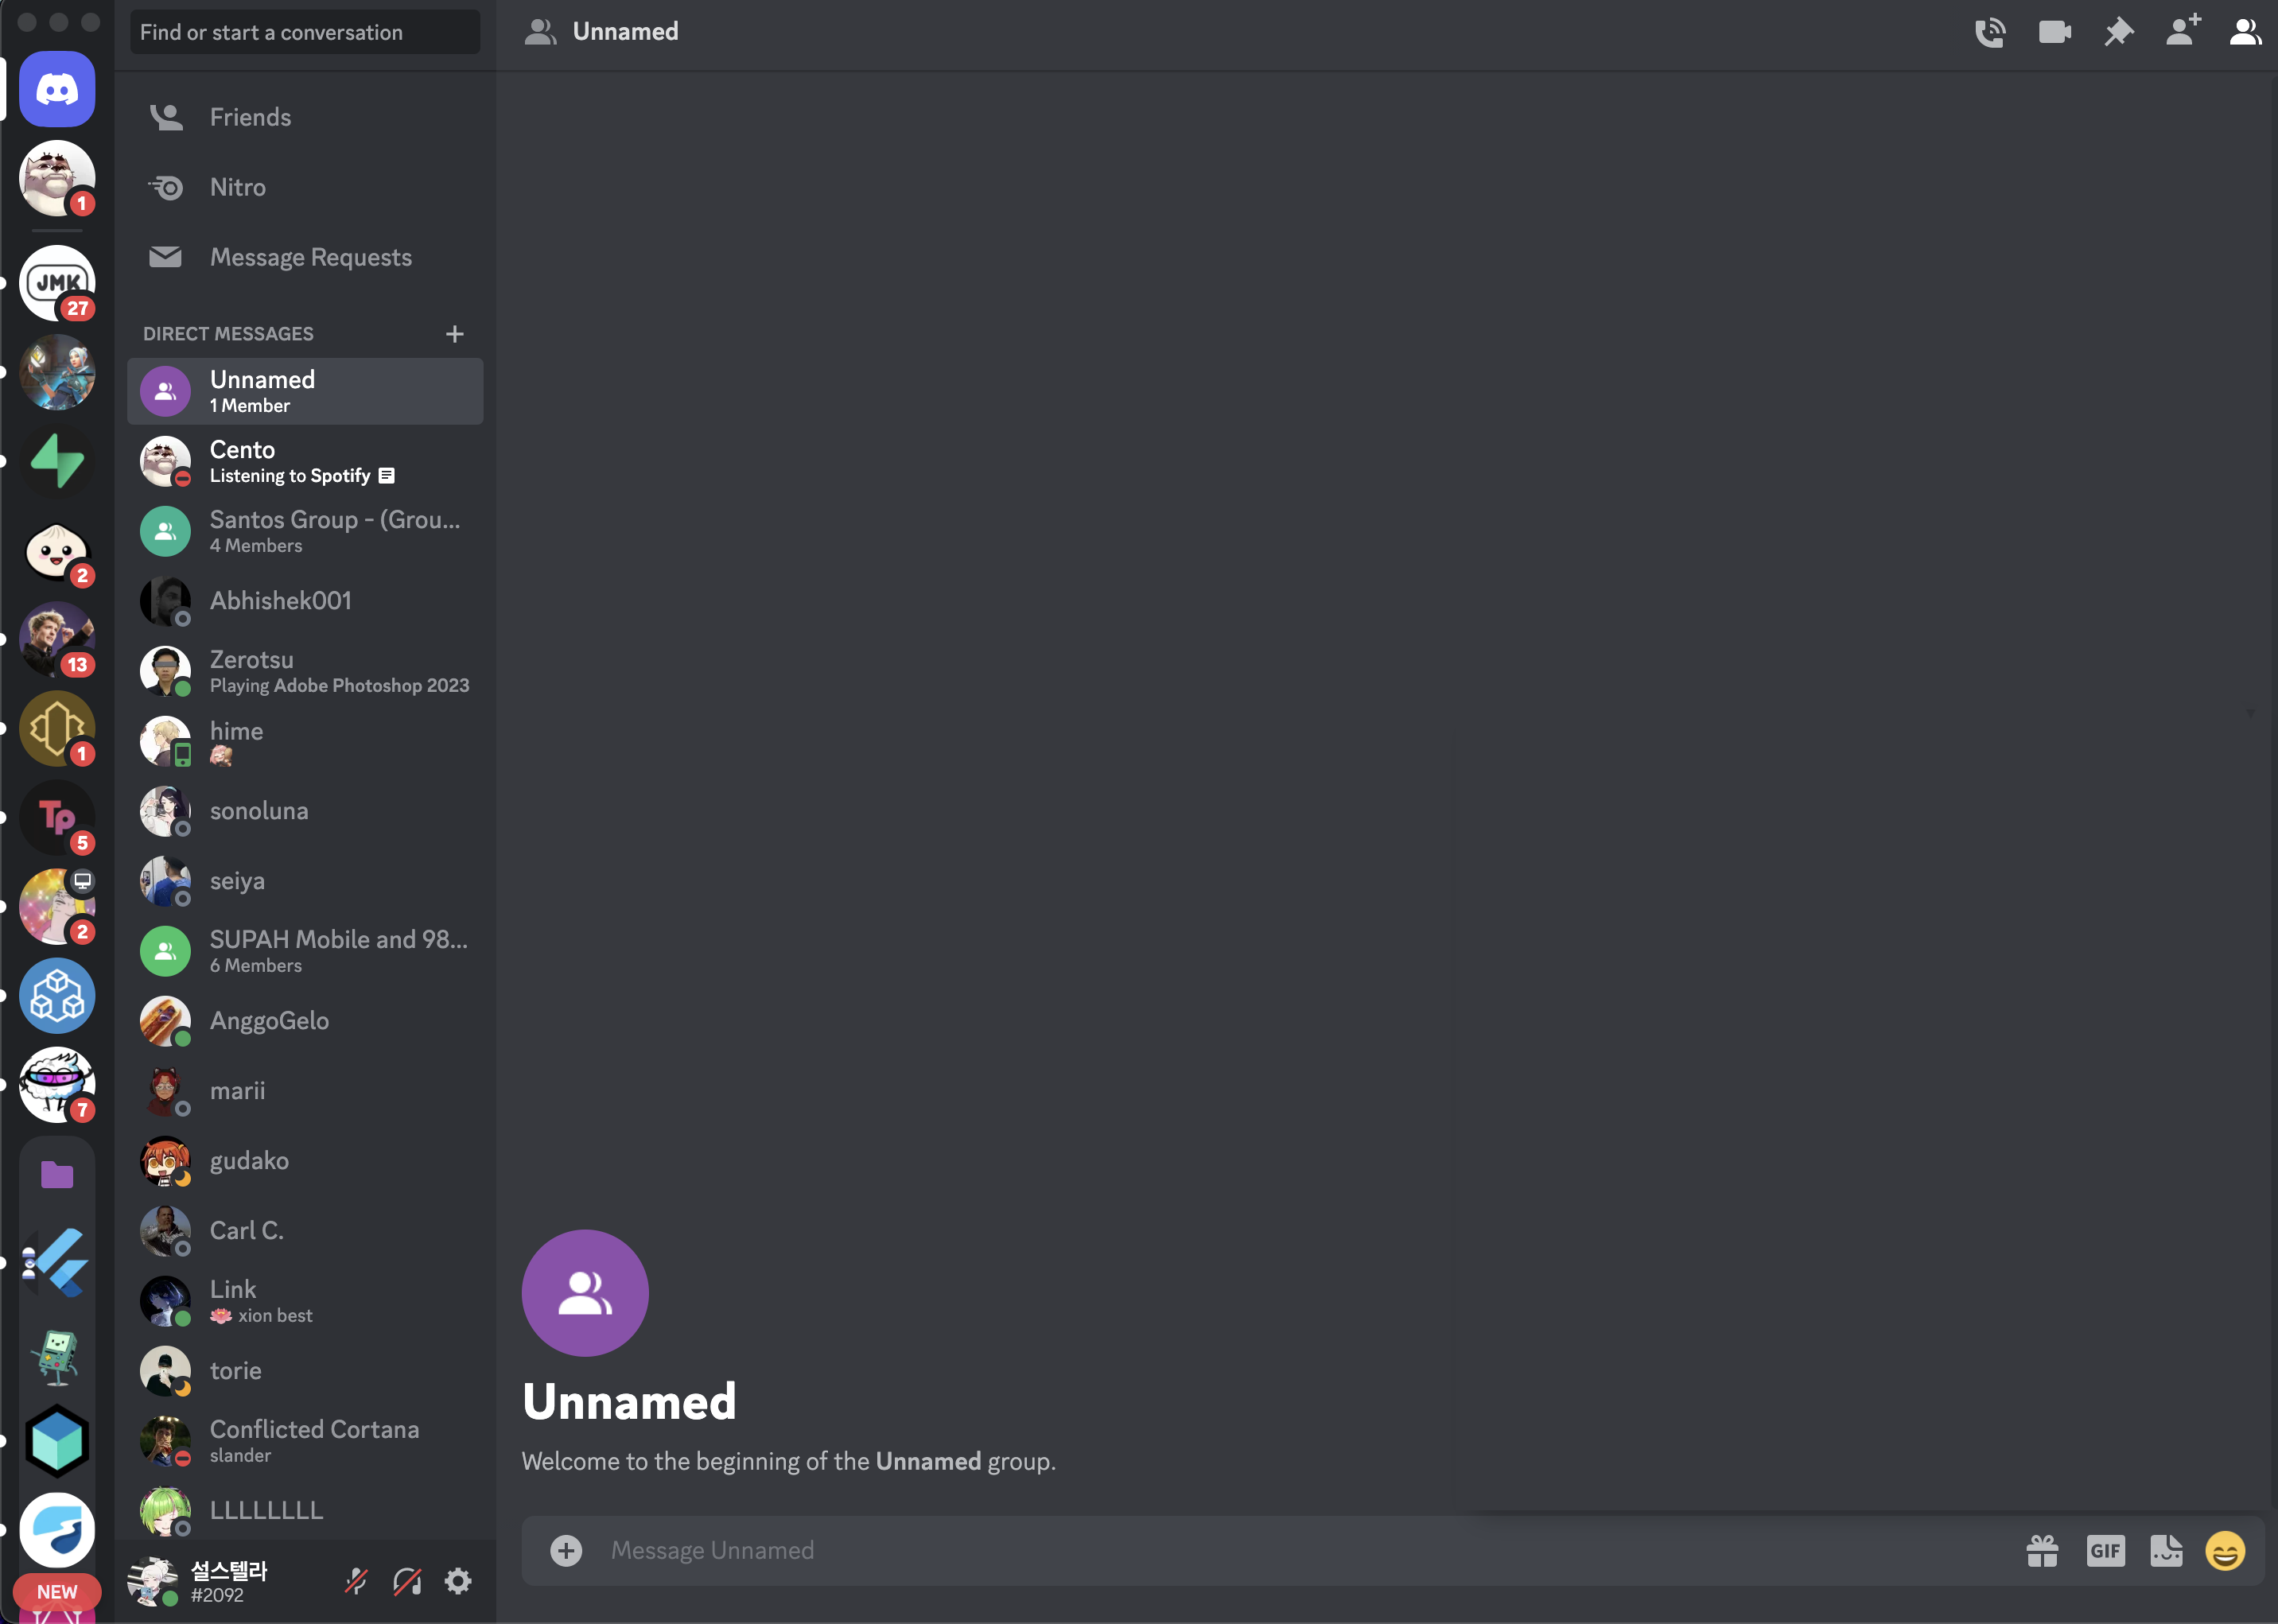 Find or start a conversation
Unnamed
Friends
Nitro
Message Requests
DIRECT MESSAGES
Unnamed
1 Member
Cento
Listening to Spotify
Santos Group - (Grou...
4 Members
Abhishek001
Zerotsu
Playing Adobe Photoshop 2023
hime
sonoluna
seiya
SUPAH Mobile and 98...
6 Members
AnggoGelo
marii
gudako
Carl C.
Link
xion best
torie
Conflicted Cortana
slander
LLLLLLLL
설스텔라
#2092
1
JMK
27
2
13
1
Tp
5
2
7
NEW
Unnamed
Welcome to the beginning of the Unnamed group.
Message Unnamed
GIF